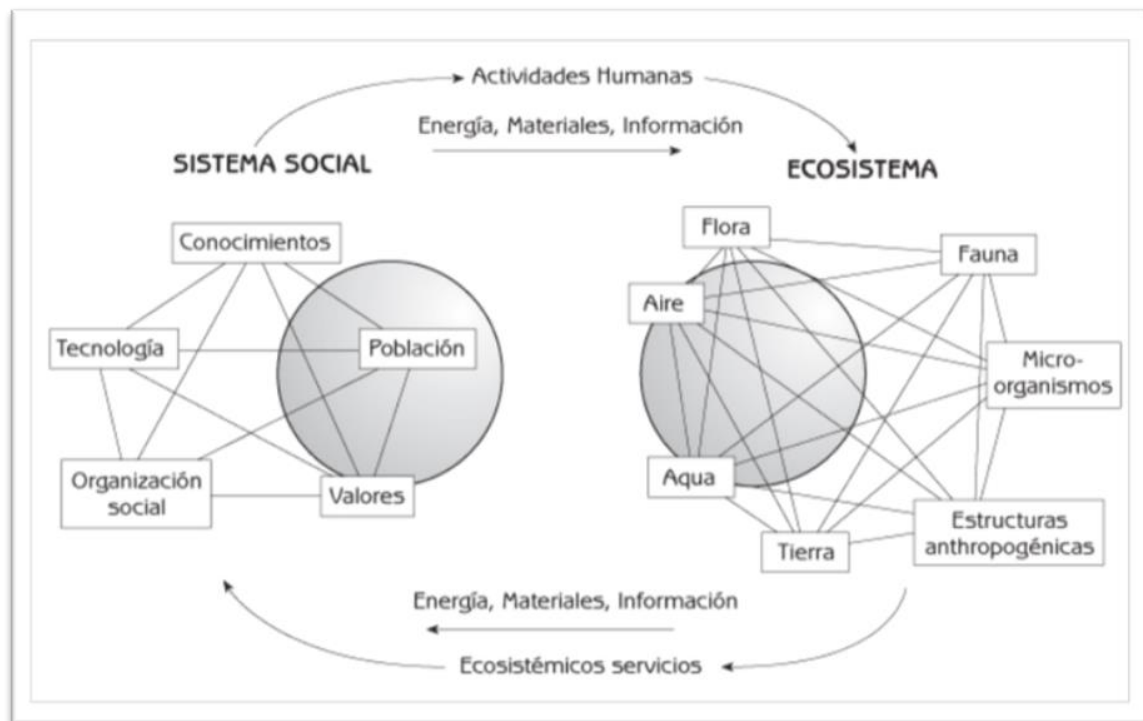 Actividades Humanas
Energía, Materiales, Información
SISTEMA SOCIAL
ECOSISTEMA
Conocimientos
Tecnología
Población
Organización
social
Valores
Flora
Fauna
Aire
Micro-
organismos
Aqua
Estructuras
anthropogénicas
Tierra
Energía, Materiales, Información
Ecosistémicos servicios